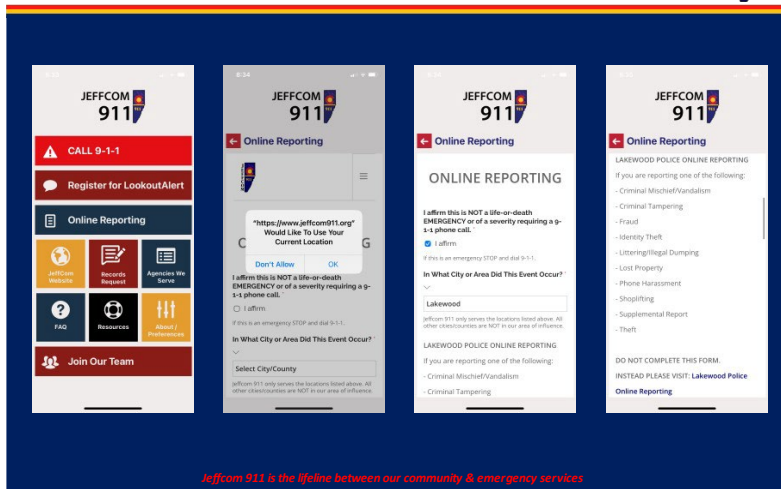 JEFFCOM
911
CALL 9-1-1
Register for LookoutAlert
Online Reporting
JeffCom
Website
Records
Request
Agencies We
Serve
FAQ
Resources
About /
Preferences
Join Our Team
8:34
JEFFCOM
911
Online Reporting
"https://www.jeffcom911.org"
Would Like To Use Your
Current Location
Don't Allow
OK
I affirm this is NOT a life-or-death
EMERGENCY or of a severity requiring a 9-
1-1 phone call. *
I affirm
If this is an emergency STOP and dial 9-1-1.
In What City or Area Did This Event Occur? *
Select City/County
Jeffcom 911 only serves the locations listed above. All
other cities/counties are NOT in our area of influence.
JEFFCOM
911
Online Reporting
ONLINE REPORTING
I affirm this is NOT a life-or-death
EMERGENCY or of a severity requiring a 9-
1-1 phone call. *
I affirm
If this is an emergency STOP and dial 9-1-1.
In What City or Area Did This Event Occur? *
Lakewood
Jeffcom 911 only serves the locations listed above. All
other cities/counties are NOT in our area of influence.
LAKEWOOD POLICE ONLINE REPORTING
If you are reporting one of the following:
- Criminal Mischief/Vandalism
- Criminal Tampering
JEFFCOM
911
Online Reporting
LAKEWOOD POLICE ONLINE REPORTING
If you are reporting one of the following:
- Criminal Mischief/Vandalism
- Criminal Tampering
- Fraud
- Identity Theft
- Littering/Illegal Dumping
- Lost Property
- Phone Harassment
- Shoplifting
- Supplemental Report
- Theft
DO NOT COMPLETE THIS FORM.
INSTEAD PLEASE VISIT: Lakewood Police
Online Reporting
Jeffcom 911 is the lifeline between our community & emergency services